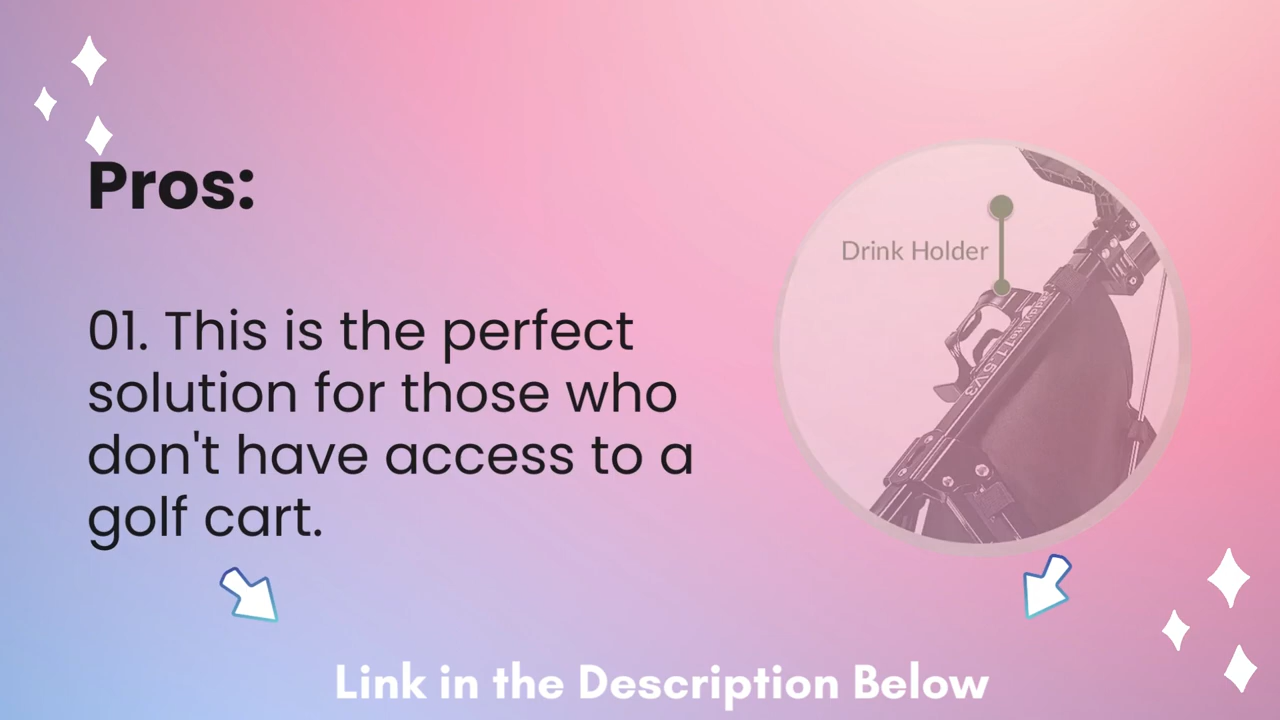 Pros:
Drink Holder
01. This is the perfect
solution for those who
don't have access to a
golf cart.
Link in the Description Below